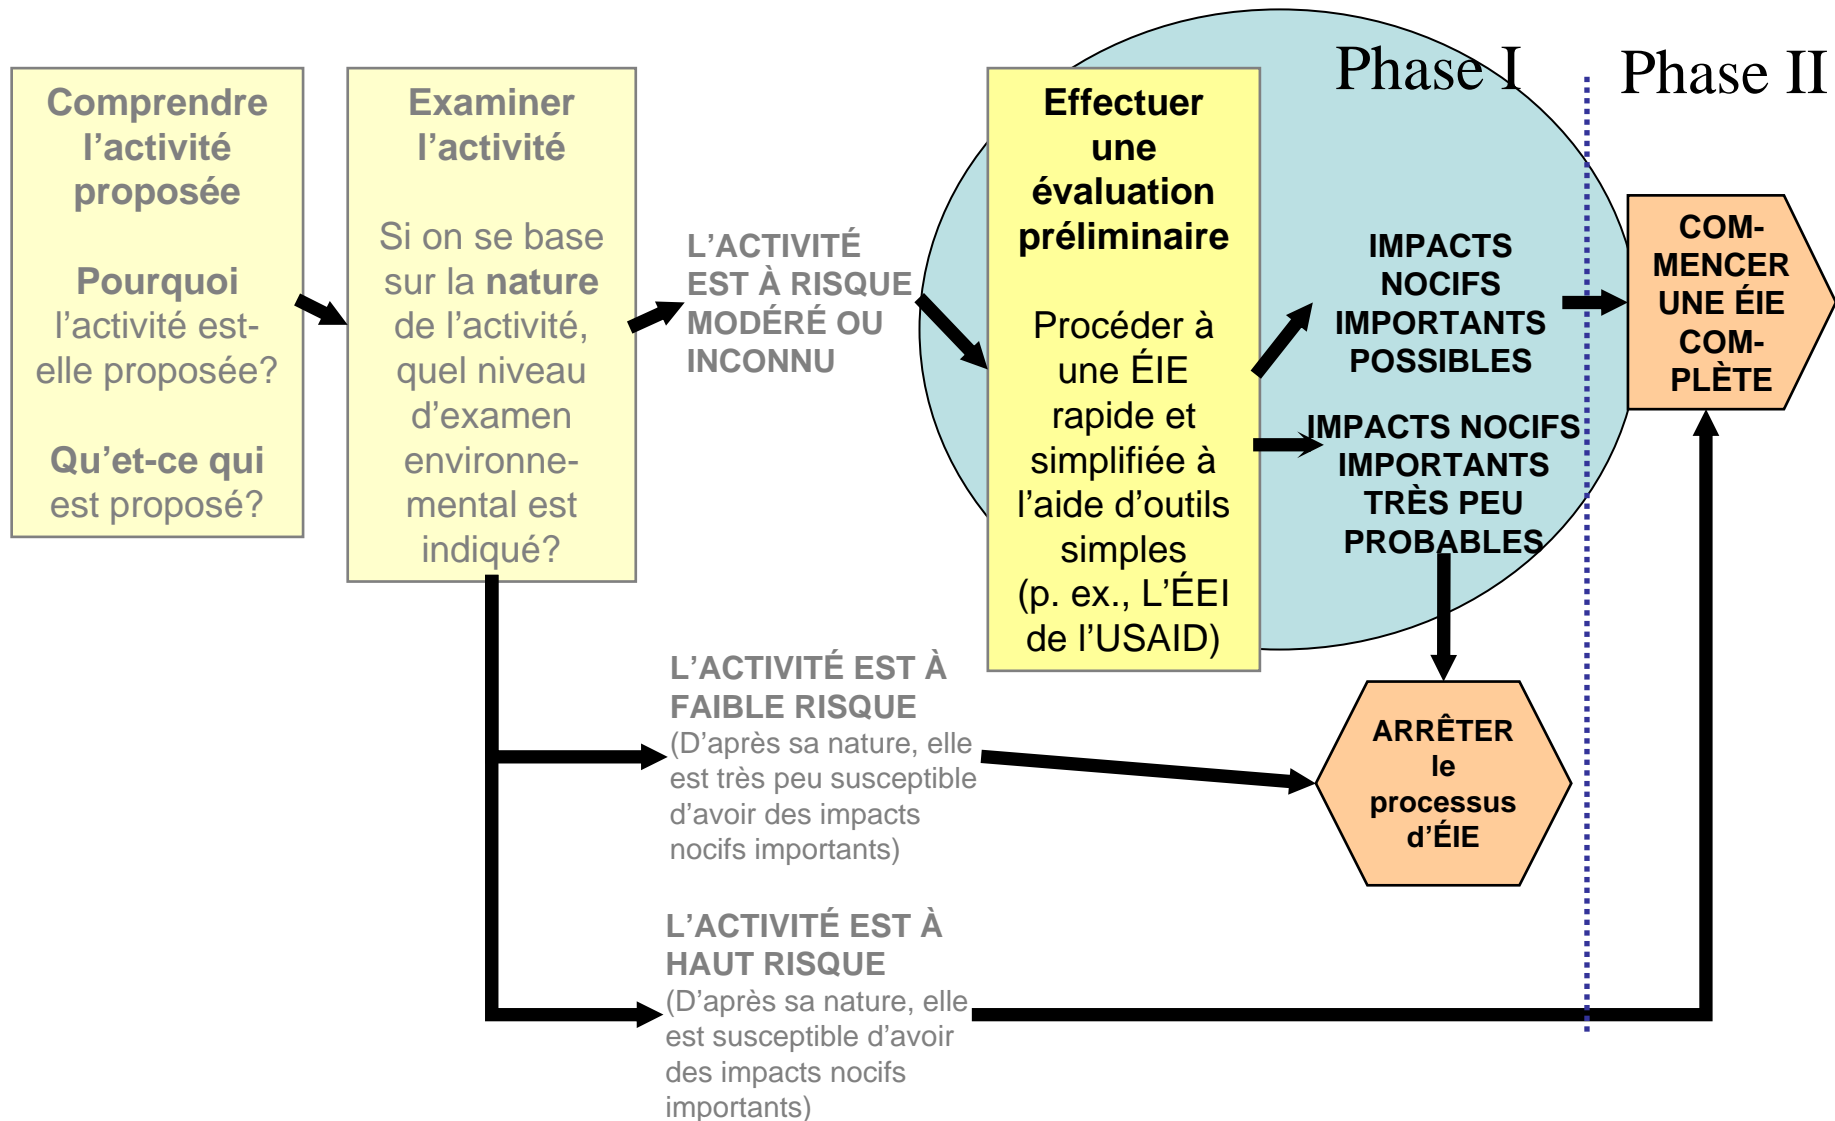 Phase I
Phase II
Comprendre
l’activité
proposée
Pourquoi
l’activité est-
elle proposée?
Qu’et-ce qui
est proposé?
Examiner
l’activité
Si on se base
sur la nature
de l’activité,
quel niveau
d’examen
environne-
mental est
indiqué?
L’ACTIVITÉ
EST À RISQUE
MODÉRÉ OU
INCONNU
Effectuer
une
évaluation
préliminaire
Procéder à
une ÉIE
rapide et
simplifiée à
l’aide d’outils
simples
(p. ex., L’ÉEI
de l’USAID)
IMPACTS
NOCIFS
IMPORTANTS
POSSIBLES
IMPACTS NOCIFS
IMPORTANTS
TRÈS PEU
PROBABLES
COM-
MENCER
UNE ÉIE
COM-
PLÈTE
L’ACTIVITÉ EST À
FAIBLE RISQUE
(D’après sa nature, elle
est très peu susceptible
d’avoir des impacts
nocifs importants)
ARRÊTER
le
processus
d’ÉIE
L’ACTIVITÉ EST À
HAUT RISQUE
(D’après sa nature, elle
est susceptible d’avoir
des impacts nocifs
importants)